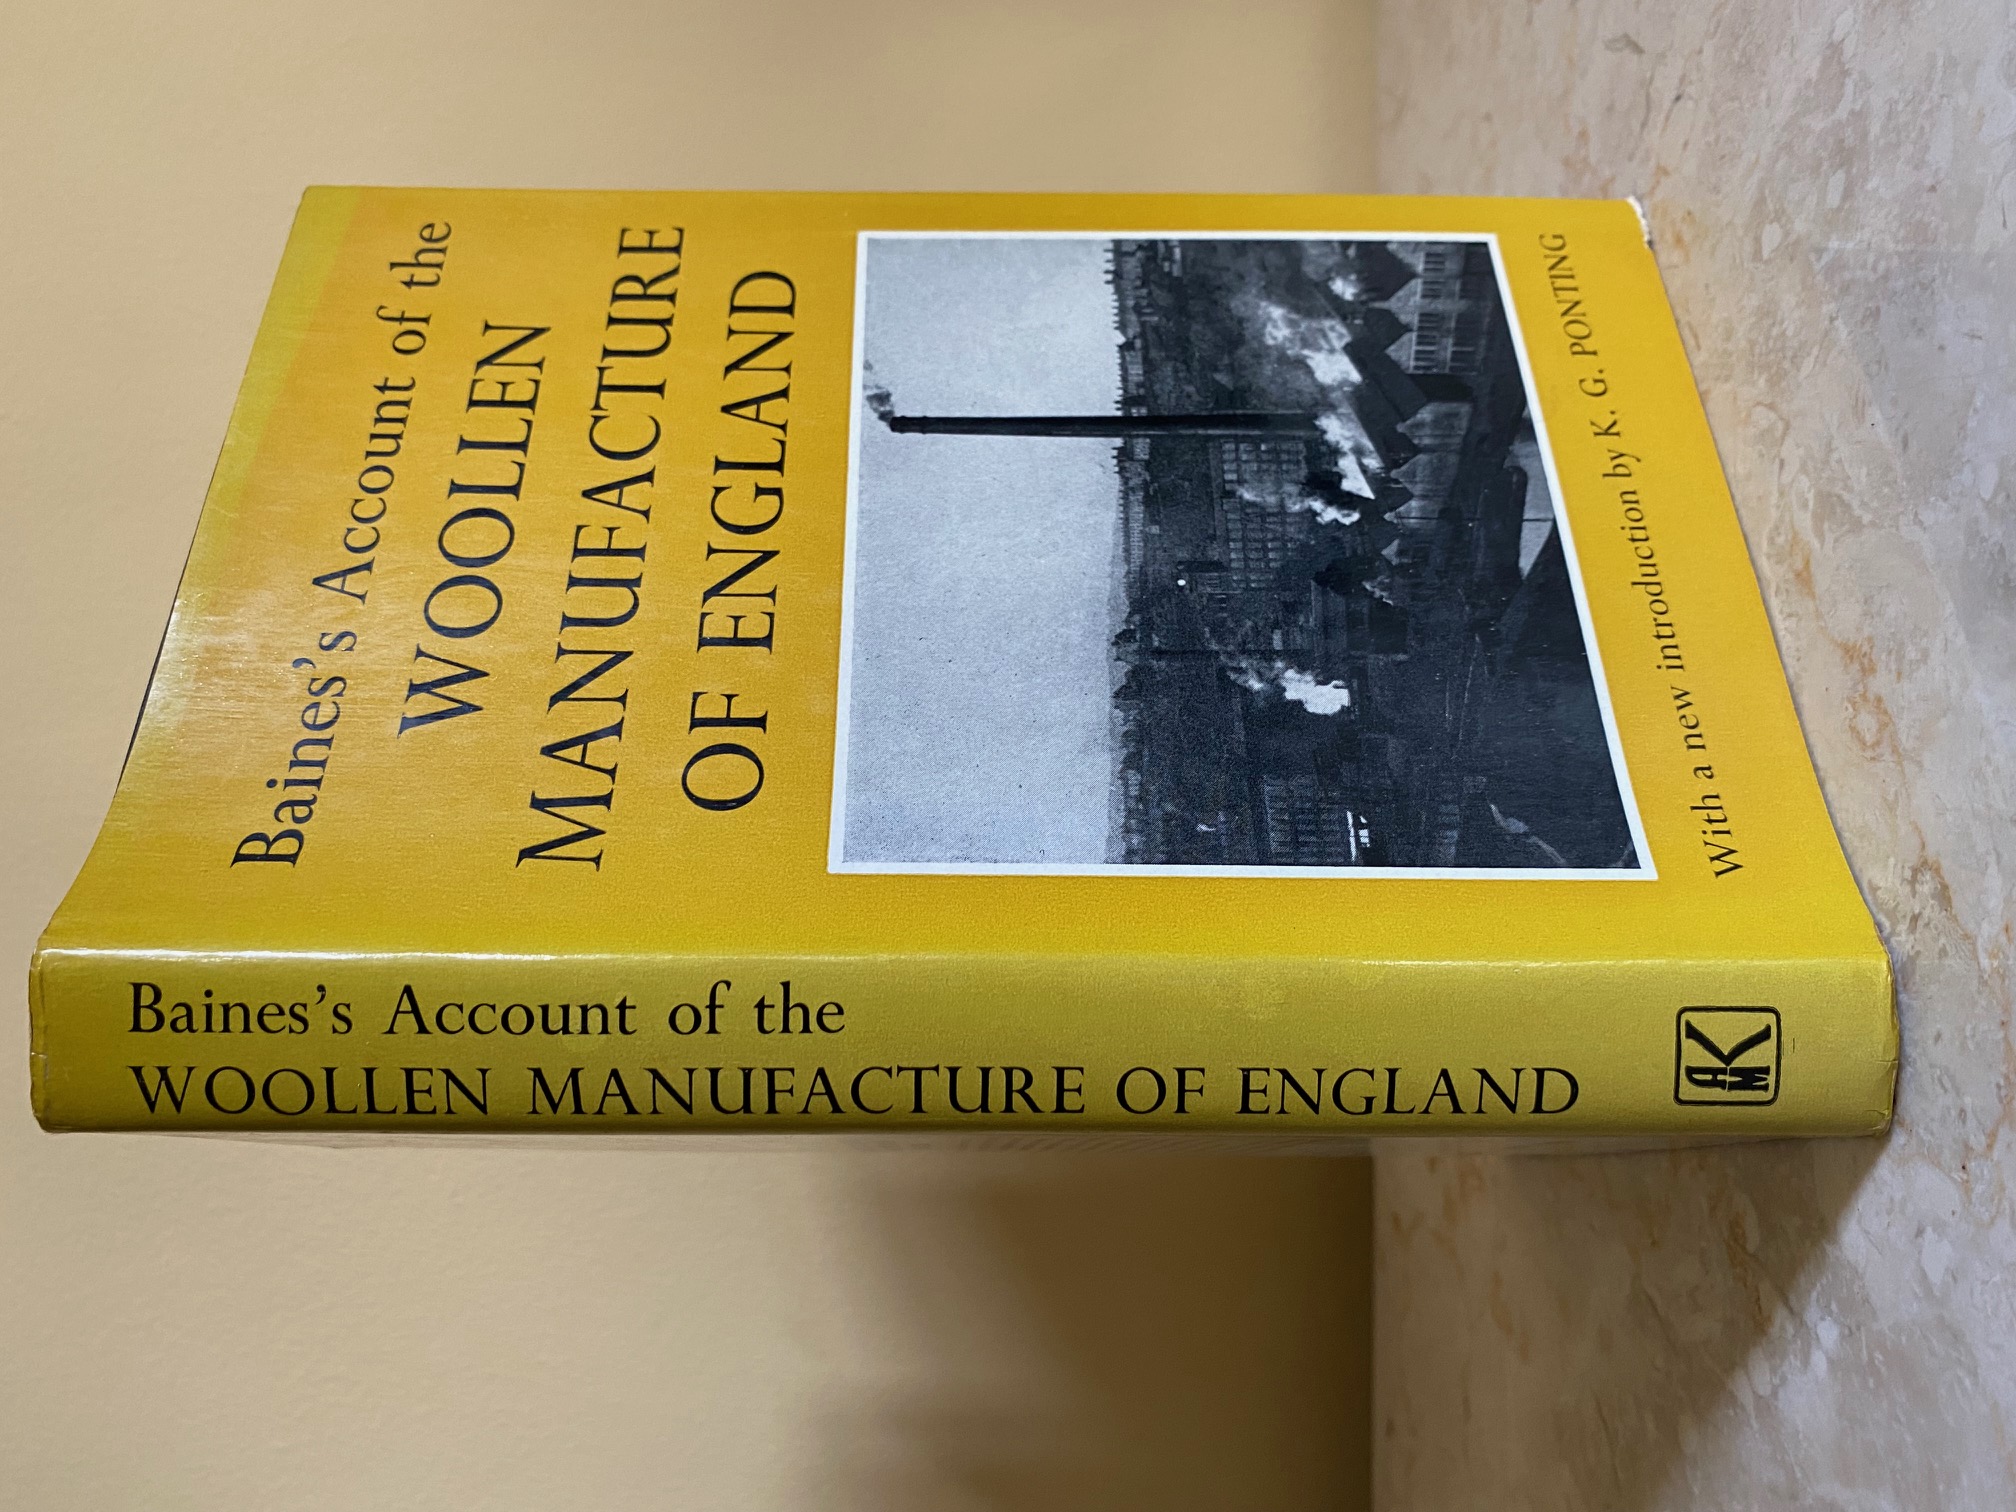 Baines's Account of the
WOOLLEN
MANUFACTURE
OF ENGLAND
With a new introduction by K. G. PONTING
Baines's Account of the
WOOLLEN MANUFACTURE OF ENGLAND
AMK